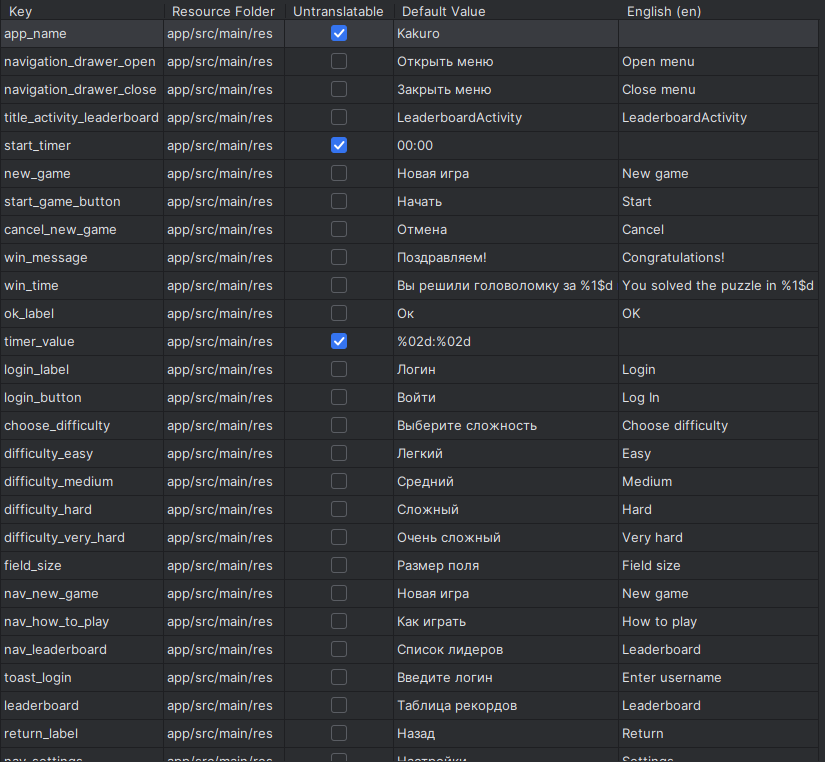 Key Resource Folder Untranslatable Default Value English (en)
app_name app/src/main/res Kakuro
navigation_drawer_open app/src/main/res Открыть меню Open menu
navigation_drawer_close app/src/main/res Закрыть меню Close menu
title_activity_leaderboard app/src/main/res LeaderboardActivity LeaderboardActivity
start_timer app/src/main/res 00:00
new_game app/src/main/res Новая игра New game
start_game_button app/src/main/res Начать Start
cancel_new_game app/src/main/res Отмена Cancel
win_message app/src/main/res Поздравляем! Congratulations!
win_time app/src/main/res Вы решили головоломку за %1$d You solved the puzzle in %1$d
ok_label app/src/main/res Ок OK
timer_value app/src/main/res %02d:%02d
login_label app/src/main/res Логин Login
login_button app/src/main/res Войти Log In
choose_difficulty app/src/main/res Выберите сложность Choose difficulty
difficulty_easy app/src/main/res Легкий Easy
difficulty_medium app/src/main/res Средний Medium
difficulty_hard app/src/main/res Сложный Hard
difficulty_very_hard app/src/main/res Очень сложный Very hard
field_size app/src/main/res Размер поля Field size
nav_new_game app/src/main/res Новая игра New game
nav_how_to_play app/src/main/res Как играть How to play
nav_leaderboard app/src/main/res Список лидеров Leaderboard
toast_login app/src/main/res Введите логин Enter username
leaderboard app/src/main/res Таблица рекордов Leaderboard
return_label app/src/main/res Назад Return
nav_settings app/src/main/res Настройки Settings